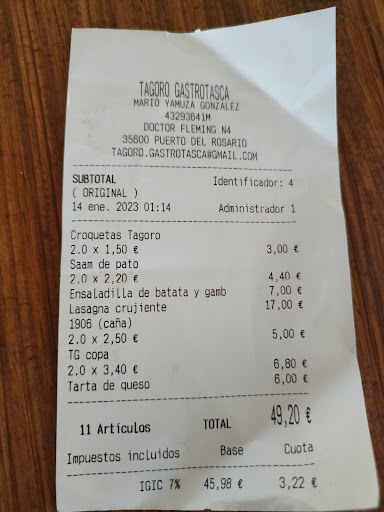 TAGORO GASTROTASCA
MARIO YAMUZA GONZALEZ
43293641M
DOCTOR FLEMING N4
35600 PUERTO DEL ROSARIO
TAGORO.GASTROTASCA@GMAIL.COM
SUBTOTAL Identificador: 4
( ORIGINAL )
14 ene. 2023 01:14 Administrador 1
Croquetas Tagoro
2.0 x 1,50 € 3,00 €
Saam de pato
2.0 x 2,20 € 4,40 €
Ensaladilla de batata y gamb 7,00 €
Lasagna crujiente 17,00 €
1906 (caña)
2.0 x 2,50 € 5,00 €
TG copa
2.0 x 3,40 € 6,80 €
Tarta de queso 6,00 €
11 Artículos TOTAL 49,20 €
Impuestos incluidos Base Cuota
IGIC 7% 45,98 € 3,22 €